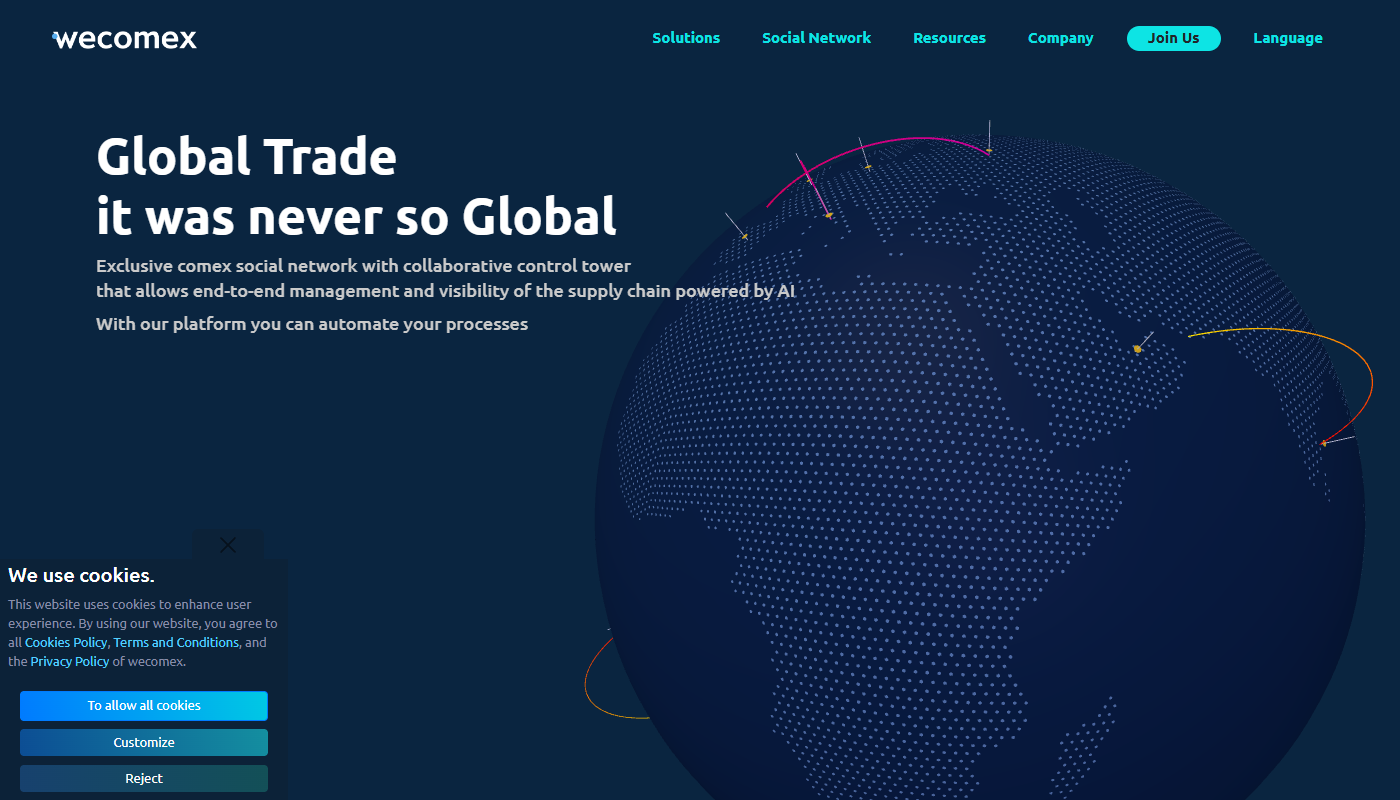 wecomex
Solutions
Social Network
Resources
Company
Join Us
Language
Global Trade
it was never so Global
Exclusive comex social network with collaborative control tower
that allows end-to-end management and visibility of the supply chain powered by AI
With our platform you can automate your processes
We use cookies.
This website uses cookies to enhance user
experience. By using our website, you agree to
all Cookies Policy, Terms and Conditions, and
the Privacy Policy of wecomex.
To allow all cookies
Customize
Reject